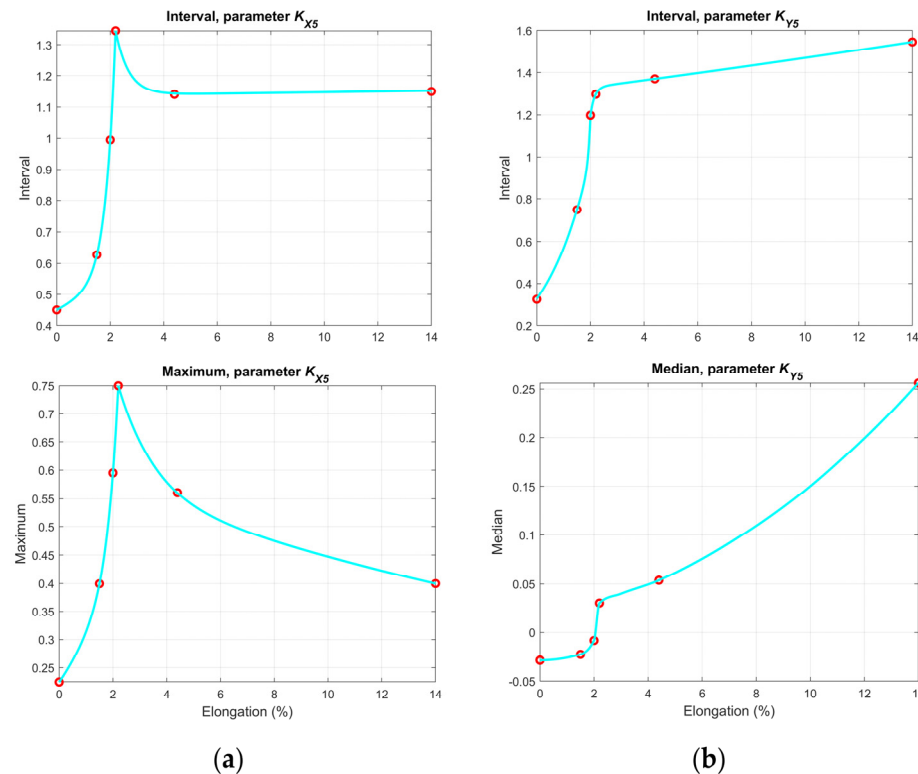 Interval, parameter K_X5
1.3
1.2
1.1
1
0.9
0.8
0.7
0.6
0.5
0.4
Interval
0 2 4 6 8 10 12 14
Interval, parameter K_Y5
1.6
1.4
1.2
1
0.8
0.6
0.4
0.2
Interval
0 2 4 6 8 10 12 14
Maximum, parameter K_X5
0.75
0.7
0.65
0.6
0.55
0.5
0.45
0.4
0.35
0.3
0.25
Maximum
0 2 4 6 8 10 12 14
Elongation (%)
Median, parameter K_Y5
0.25
0.2
0.15
0.1
0.05
0
-0.05
Median
0 2 4 6 8 10 12 14
Elongation (%)
(a)
(b)